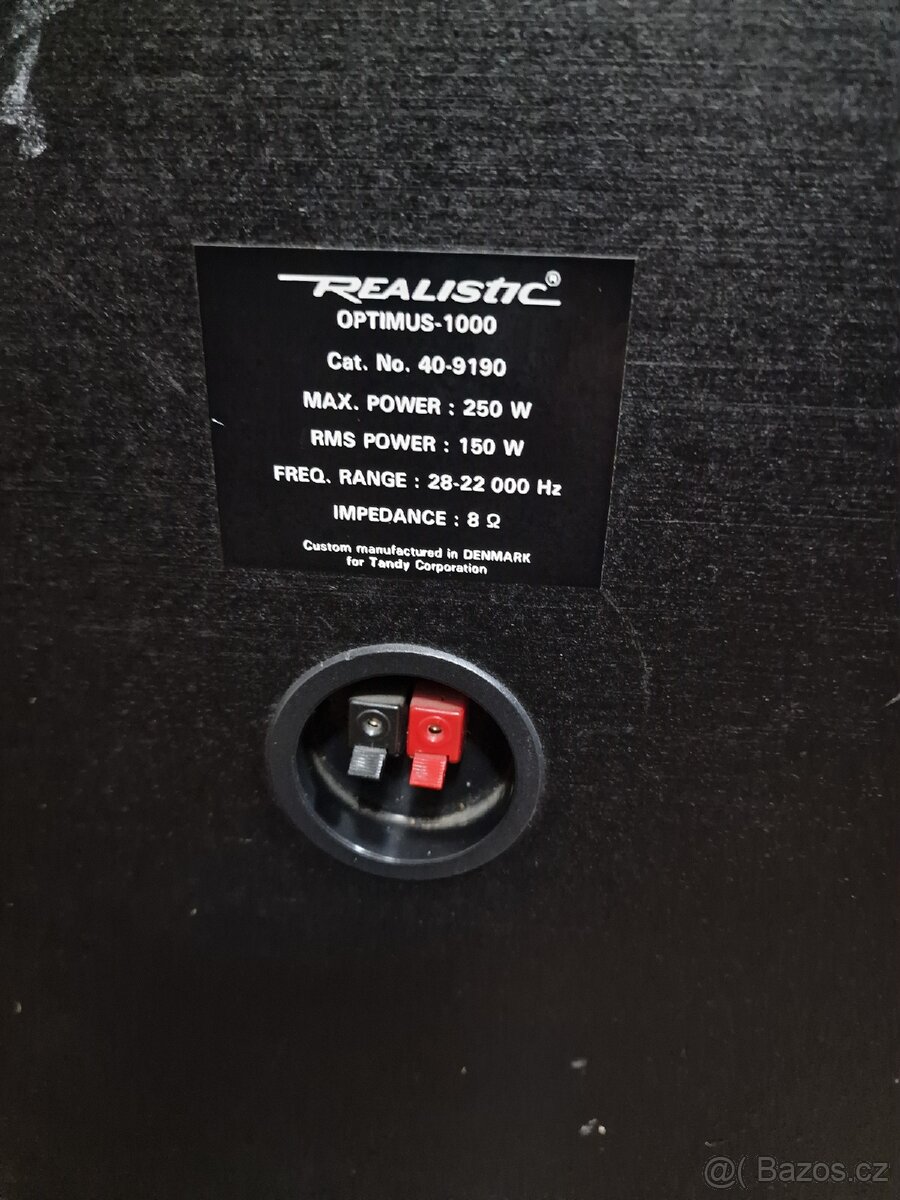 REALISTIC®
OPTIMUS-1000
Cat. No. 40-9190
MAX. POWER : 250 W
RMS POWER : 150 W
FREQ. RANGE : 28-22 000 Hz
IMPEDANCE : 8 Ω
Custom manufactured in DENMARK
for Tandy Corporation
@( Bazos.cz